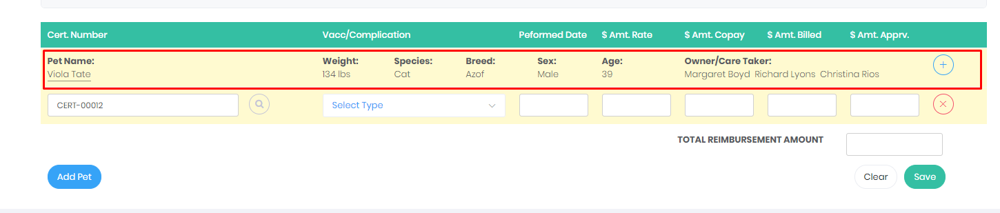 Cert. Number Vacc/Complication Peformed Date $ Amt. Rate $ Amt. Copay $ Amt. Billed $ Amt. Apprv.
Pet Name: Weight: Species: Breed: Sex: Age: Owner/Care Taker:
Viola Tate 134 lbs Cat Azof Male 39 Margaret Boyd Richard Lyons Christina Rios
CERT-00012 Select Type
TOTAL REIMBURSEMENT AMOUNT
Add Pet Clear Save